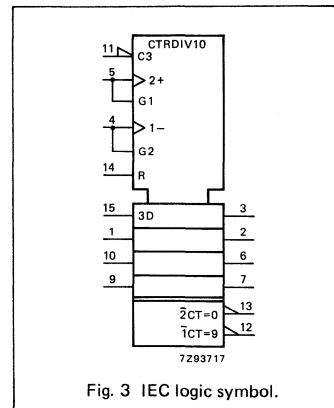 CTRDIV10
11 C3
5 2+
G1
4 1−
G2
14 R
15 3D 3
1 2
10 6
9 7
2̅CT=0 13
1̅CT=9 12
7Z93717
Fig. 3 IEC logic symbol.